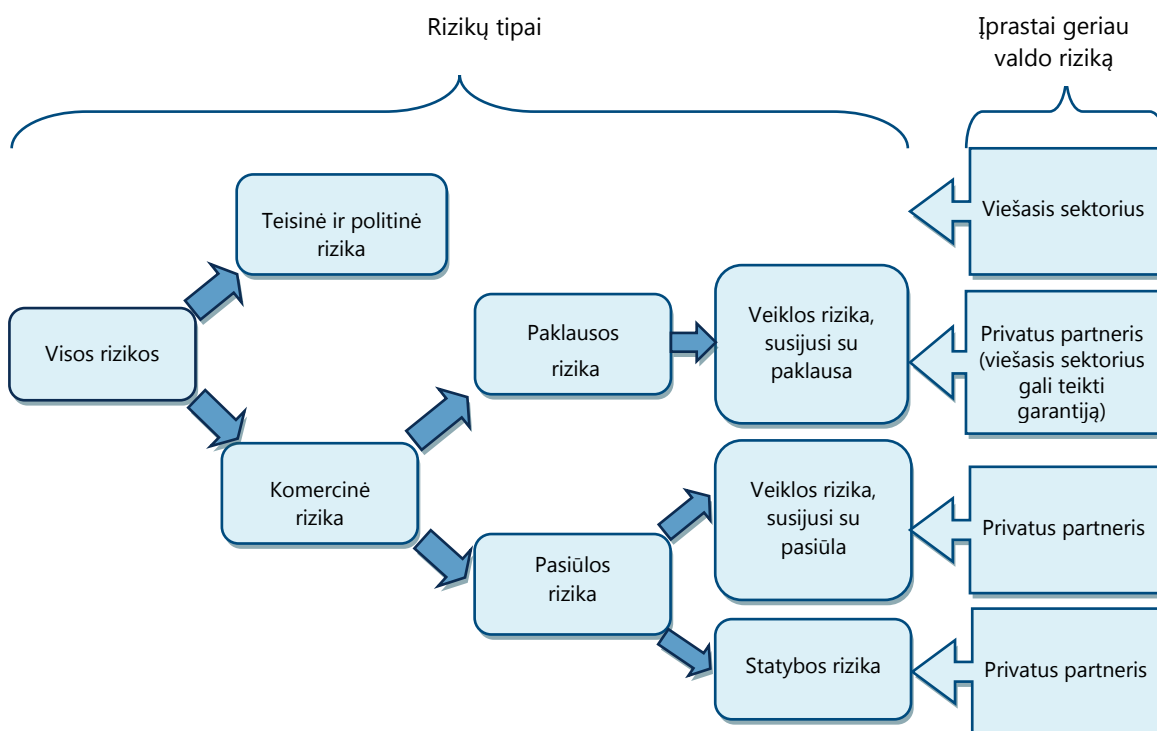 Rizikų tipai
Įprastai geriau
valdo riziką
Teisinė ir politinė
rizika
Viešasis sektorius
Visos rizikos
Paklausos
rizika
Veiklos rizika,
susijusi su
paklausa
Privatus partneris
(viešasis sektorius
gali teikti
garantiją)
Komercinė
rizika
Pasiūlos
rizika
Veiklos rizika,
susijusi su
pasiūla
Privatus partneris
Statybos rizika
Privatus partneris